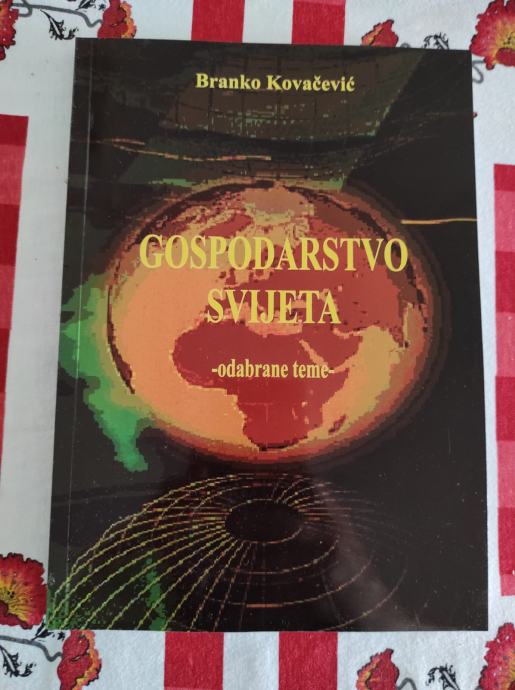 Branko Kovačević
GOSPODARSTVO
SVIJETA
-odabrane teme-